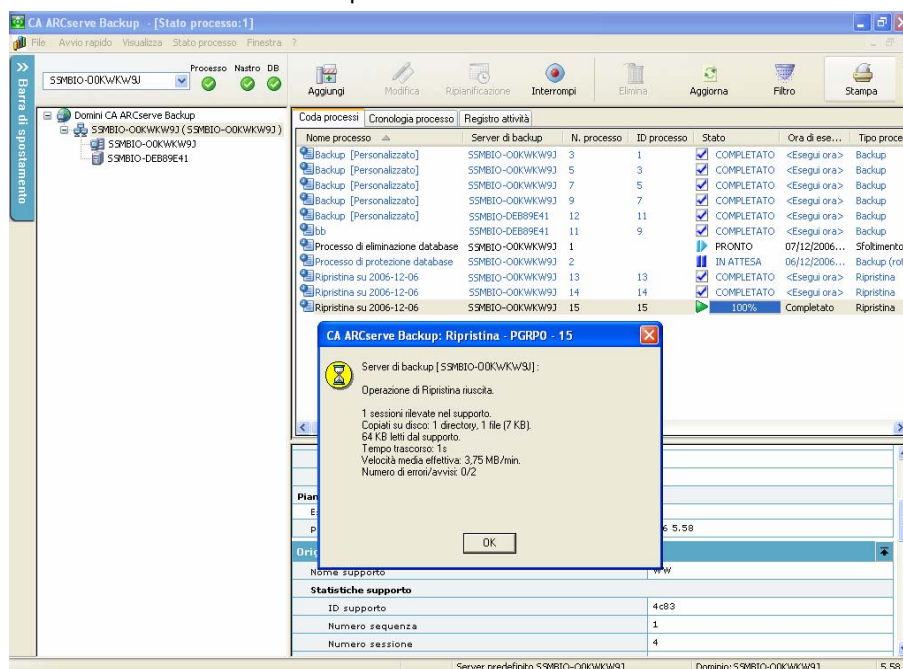 CA ARCserve Backup - [Stato processo:1]
File Avvio rapido Visualizza Stato processo Finestra ?
Barra di spostamento
SSMBIO-O0KWKW9J
Processo Nastro DB
Aggiungi Modifica Ripianificazione Interrompi Elimina Aggiorna Filtro Stampa
Domini CA ARCserve Backup
SSMBIO-O0KWKW9J (SSMBIO-O0KWKW9J)
SSMBIO-O0KWKW9J
SSMBIO-DEB89E41
Coda processi Cronologia processo Registro attività
Nome processo Server di backup N. processo ID processo Stato Ora di ese... Tipo proce
Backup [Personalizzato] SSMBIO-O0KWKW9J 3 1 COMPLETATO <Esegui ora> Backup
Backup [Personalizzato] SSMBIO-O0KWKW9J 5 3 COMPLETATO <Esegui ora> Backup
Backup [Personalizzato] SSMBIO-O0KWKW9J 7 5 COMPLETATO <Esegui ora> Backup
Backup [Personalizzato] SSMBIO-O0KWKW9J 9 7 COMPLETATO <Esegui ora> Backup
Backup [Personalizzato] SSMBIO-DEB89E41 12 11 COMPLETATO <Esegui ora> Backup
bb SSMBIO-DEB89E41 11 9 COMPLETATO <Esegui ora> Backup
Processo di eliminazione database SSMBIO-O0KWKW9J 1 PRONTO 07/12/2006... Sfoltimento
Processo di protezione database SSMBIO-O0KWKW9J 2 IN ATTESA 06/12/2006... Backup (rot
Ripristina su 2006-12-06 SSMBIO-O0KWKW9J 13 13 COMPLETATO <Esegui ora> Ripristina
Ripristina su 2006-12-06 SSMBIO-O0KWKW9J 14 14 COMPLETATO <Esegui ora> Ripristina
Ripristina su 2006-12-06 SSMBIO-O0KWKW9J 15 15 100% Completato Ripristina
CA ARCserve Backup: Ripristina - PGRP0 - 15
Server di backup [SSMBIO-O0KWKW9J] :
Operazione di Ripristina riuscita.
1 sessioni rilevate nel supporto.
Copiati su disco: 1 directory, 1 file (7 KB).
64 KB letti dal supporto.
Tempo trascorso: 1s
Velocità media effettiva: 3,75 MB/min.
Numero di errori/avvisi: 0/2
OK
Pian
6 5.58
Orig
Nome supporto WW
Statistiche supporto
ID supporto 4c83
Numero sequenza 1
Numero sessione 4
Server predefinito SSMBIO-O0KWKW9J Dominio: SSMBIO-O0KWKW9J 5.58